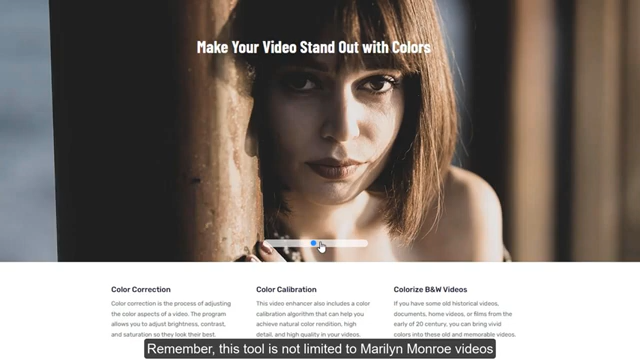 Make Your Video Stand Out with Colors
Color Correction
Color correction is the process of adjusting
the color aspects of a video. The program
allows you to adjust brightness, contrast,
and saturation so they look their best.
Color Calibration
This video enhancer also includes a color
calibration algorithm that can help you
achieve natural color rendition, high
detail, and high quality in your videos.
Colorize B&W Videos
If you have some old historical videos,
documents, home videos, or films from the
early of 20 century, you can bring vivid
colors into these old and memorable videos.
Remember, this tool is not limited to Marilyn Monroe videos